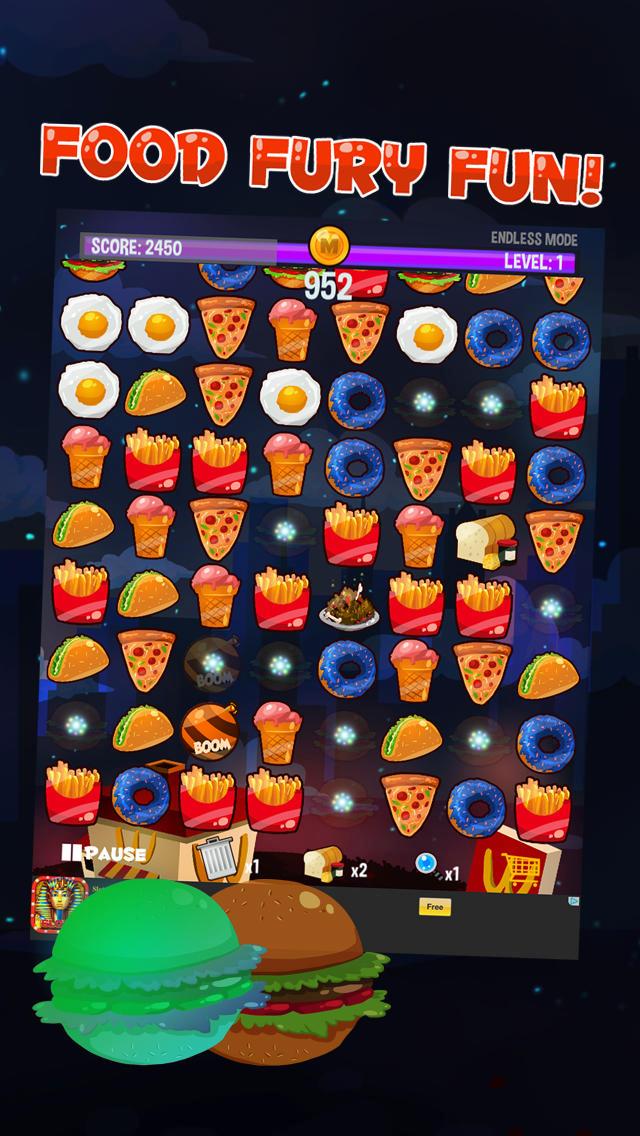 FOOD FURY FUN!
SCORE: 2450
M
ENDLESS MODE
LEVEL: 1
952
BOOM
BOOM
PAUSE
x1
x2
x1
Free